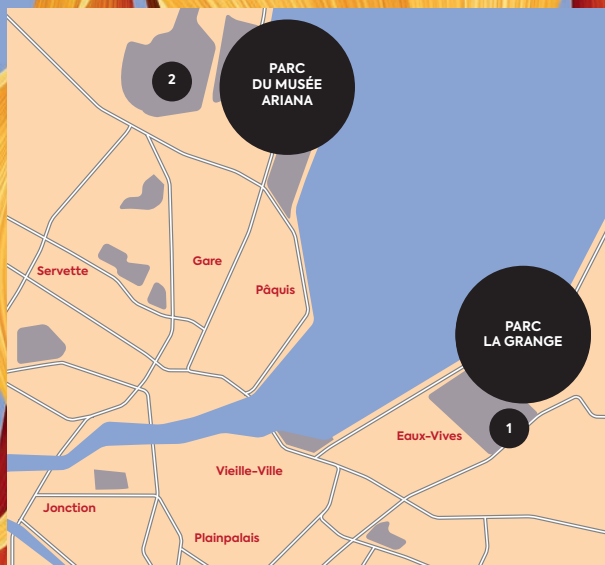 PARC
DU MUSÉE
ARIANA
2
Gare
Servette
Pâquis
PARC
LA GRANGE
1
Eaux-Vives
Vieille-Ville
Jonction
Plainpalais